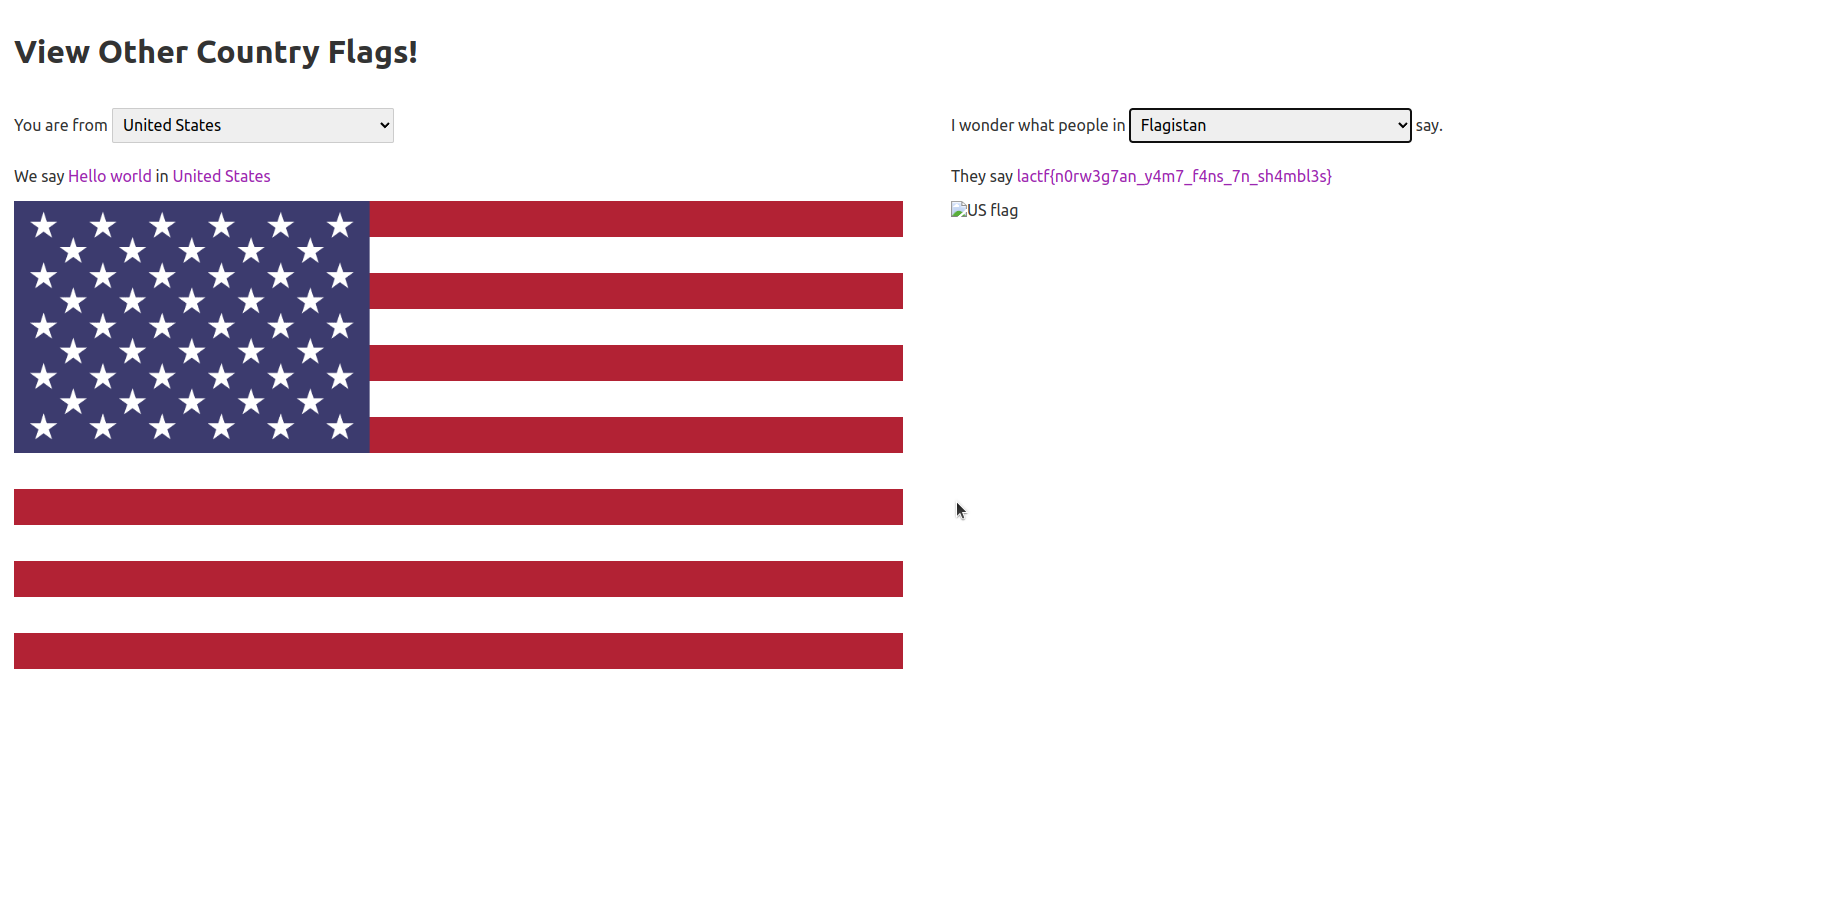 View Other Country Flags!
You are from United States
We say Hello world in United States
I wonder what people in Flagistan say.
They say lactf{n0rw3g7an_y4m7_f4ns_7n_sh4mbl3s}
US flag